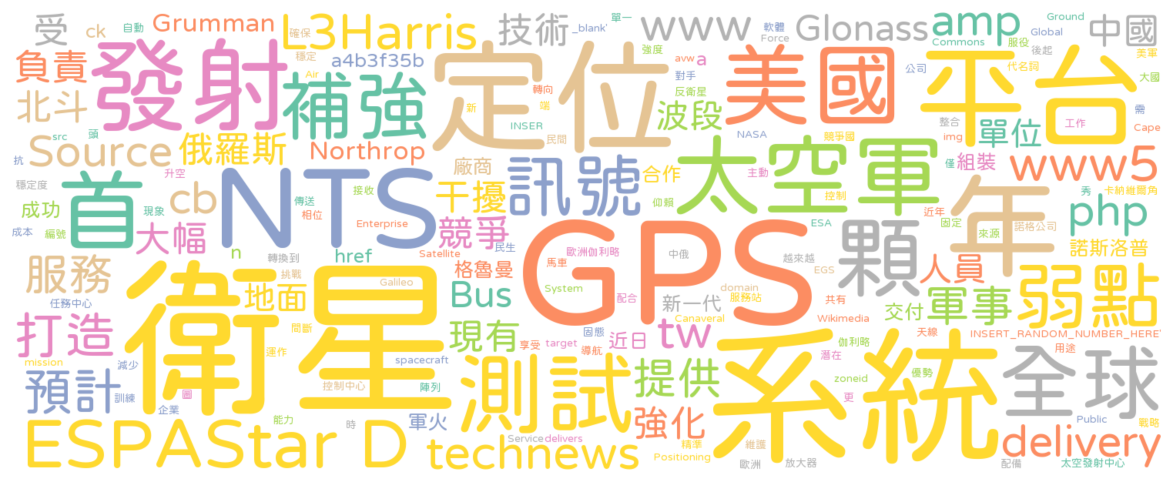 受 ck 自動 Grumman L3Harris 確保 技術 _blank' 單一 www 軟體 Glonass amp 服役 Ground 中國
負責 發射 穩定 Air a4b3f35b 強度 avw a 對手 Force 公司 Commons 後起 代名詞 Global 美軍
北斗 補強 轉向 新 端 定位 波段 反衛星 美國 平台 大國
src 頭 INSER 民間 NASA 整合 需
Source 俄羅斯 Northrop 廠商 合作 太空軍 競爭國 img 單位 工作 Cape
抗 穩定度 升空 接收 訊號 主動 控制 僅 組裝 www5
首 cb NTS 干擾 仰賴 ESA 年 秀 卡納維爾角
成功 現象 傳送 相位 Enterprise 競爭 近年 固定 php
成本 編號 大幅 n 轉換到 href Satellite 民生 GPS 中俄 越來越 顆 來源 諾格公司
服務 衛星 挑戰 格魯曼 馬車 歐洲伽利略 EGS 人員 諾斯洛普
任務中心 地面 Galileo Bus System 配合 新一代 domain 服務站 共有 交付 軍事 弱點
打造 間斷 固態 Canaveral Wikimedia 天線 INSERT_RANDOM_NUMBER_HERE'
mission 減少 運作 spacecraft 現有 享受 target 導航 近日 tw 系統 潛在 伽利略 用途
預計 訓練 圖 控制中心 陣列 測試 提供 zoneid 優勢 全球
企業 能力 時 軍火 強化 更 Public 戰略
ESPAStar D technews Service delivers 精準 Positioning 維護 歐洲 放大器 配備 delivery 太空發射中心